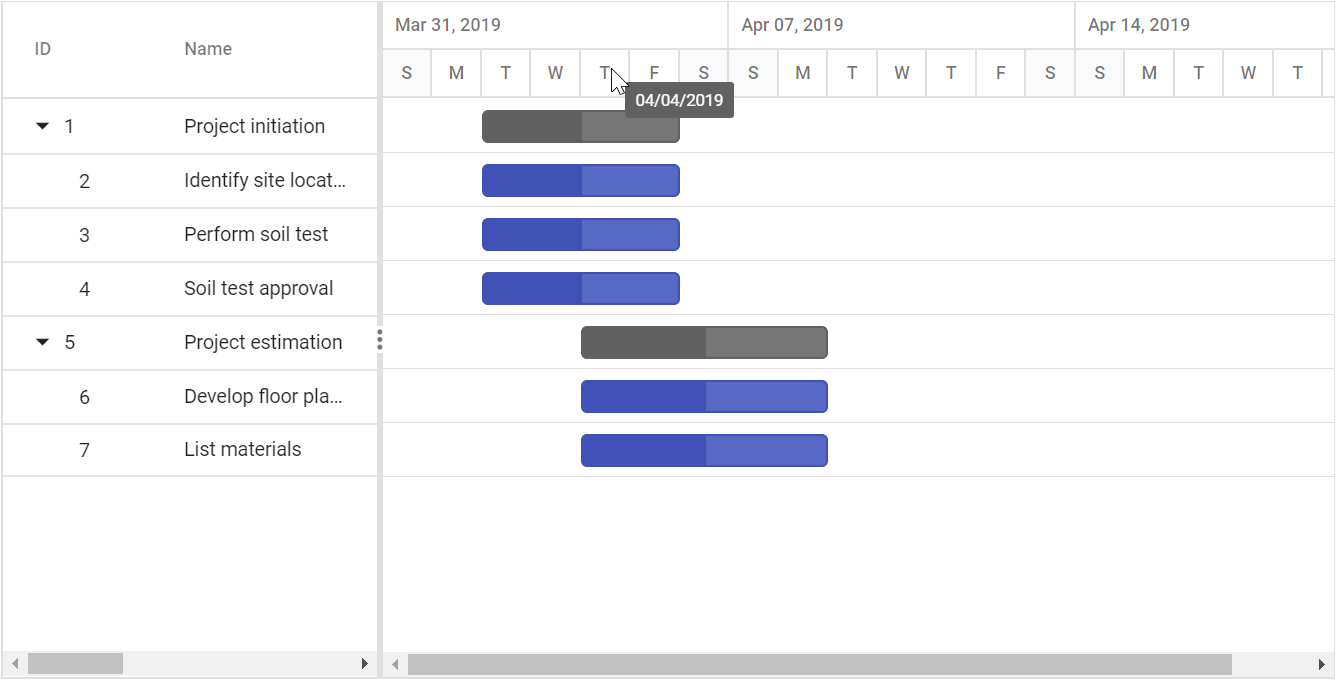 ID Name
Mar 31, 2019 Apr 07, 2019 Apr 14, 2019
S M T W T F S S M T W T F S S M T W T
04/04/2019
1 Project initiation
2 Identify site locat...
3 Perform soil test
4 Soil test approval
5 Project estimation
6 Develop floor pla...
7 List materials